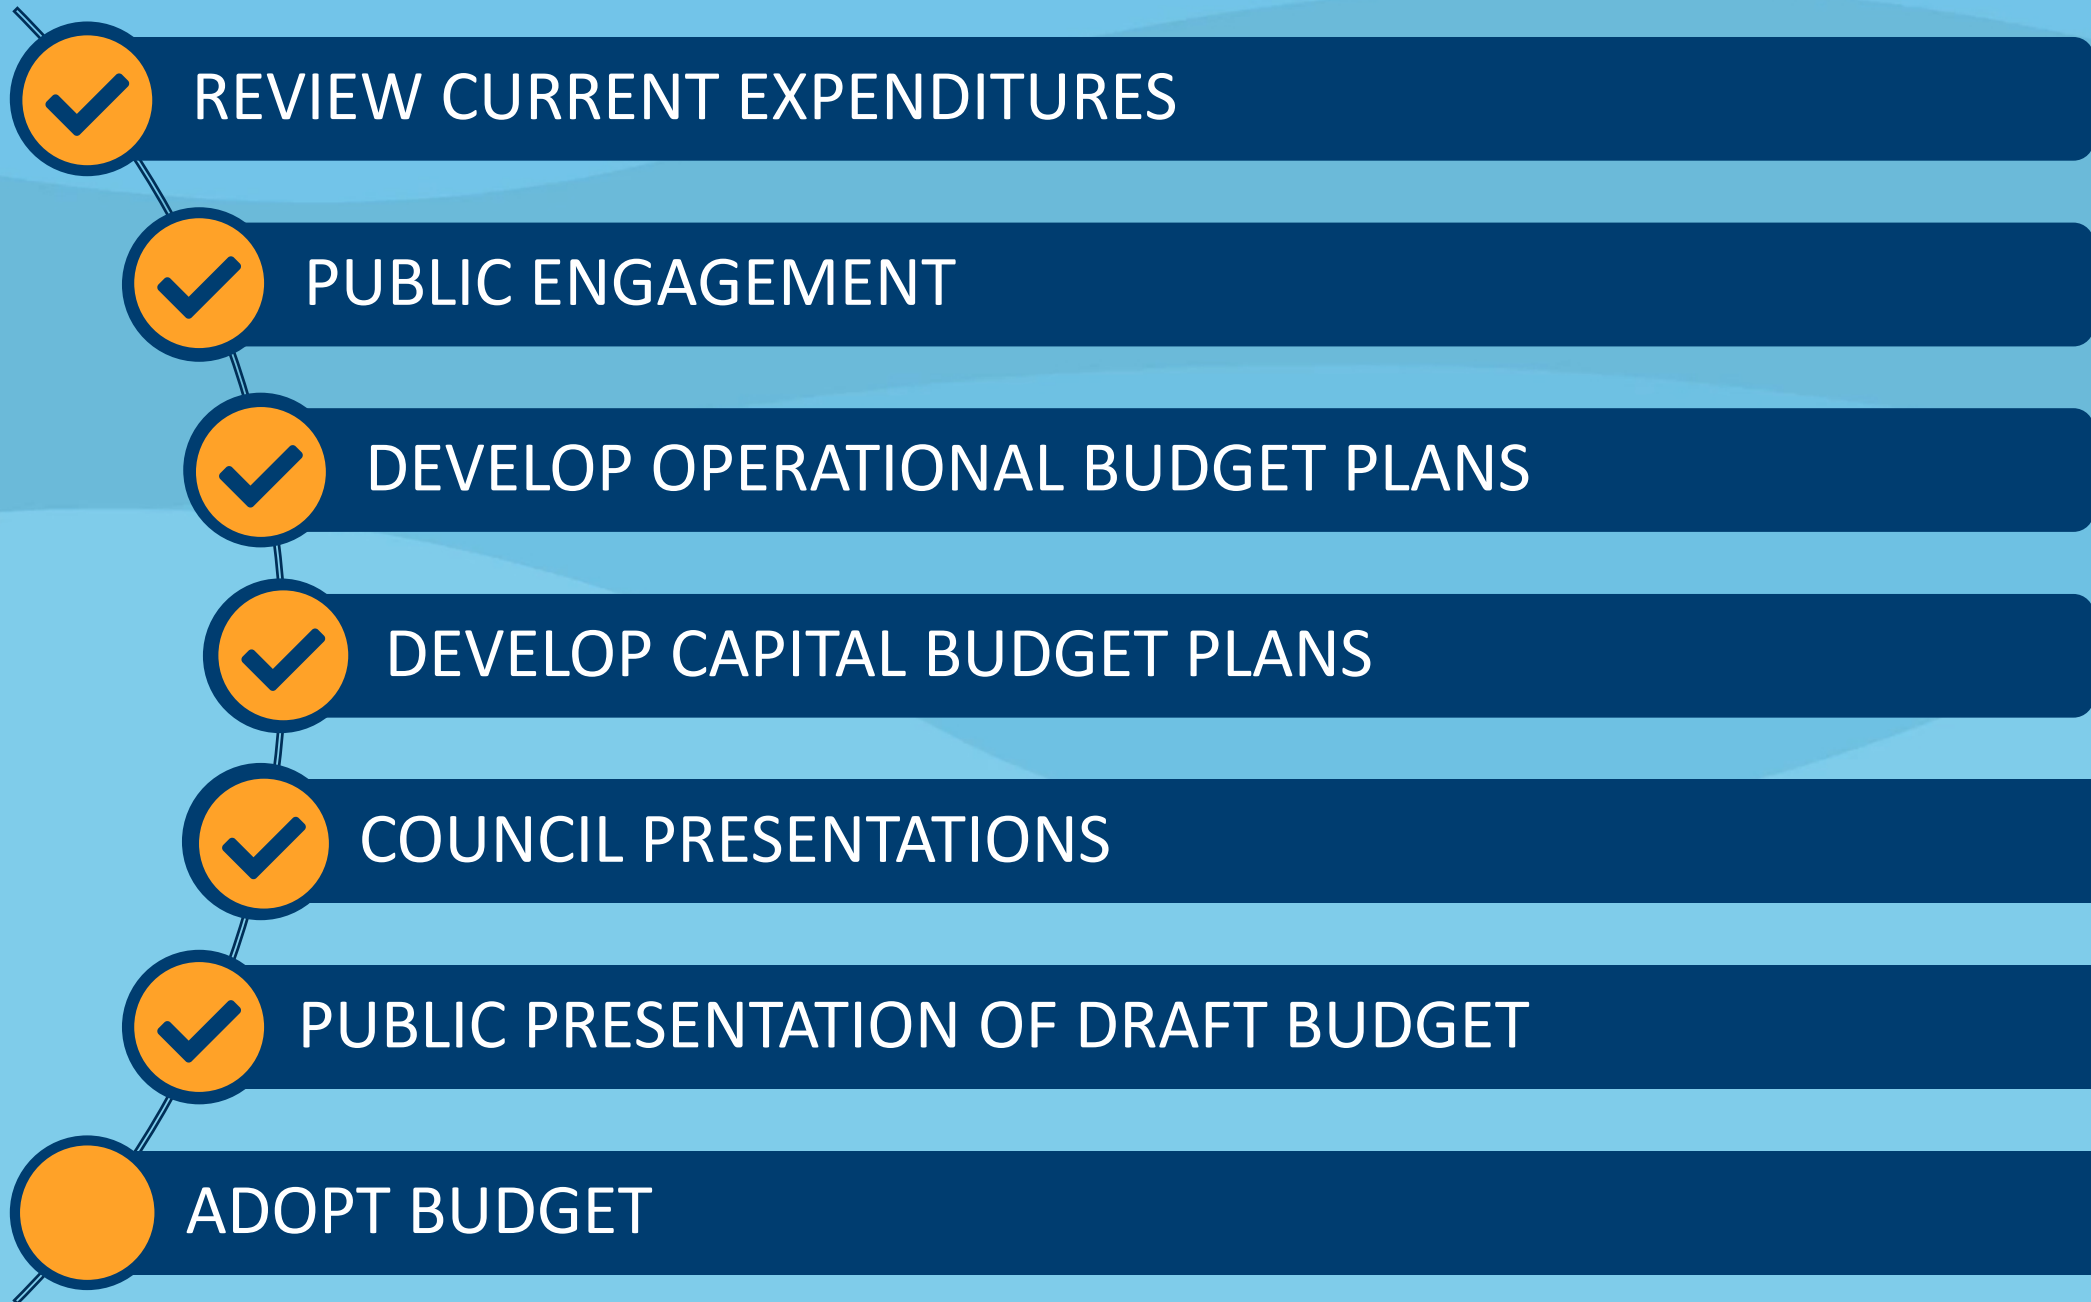 REVIEW CURRENT EXPENDITURES
PUBLIC ENGAGEMENT
DEVELOP OPERATIONAL BUDGET PLANS
DEVELOP CAPITAL BUDGET PLANS
COUNCIL PRESENTATIONS
PUBLIC PRESENTATION OF DRAFT BUDGET
ADOPT BUDGET